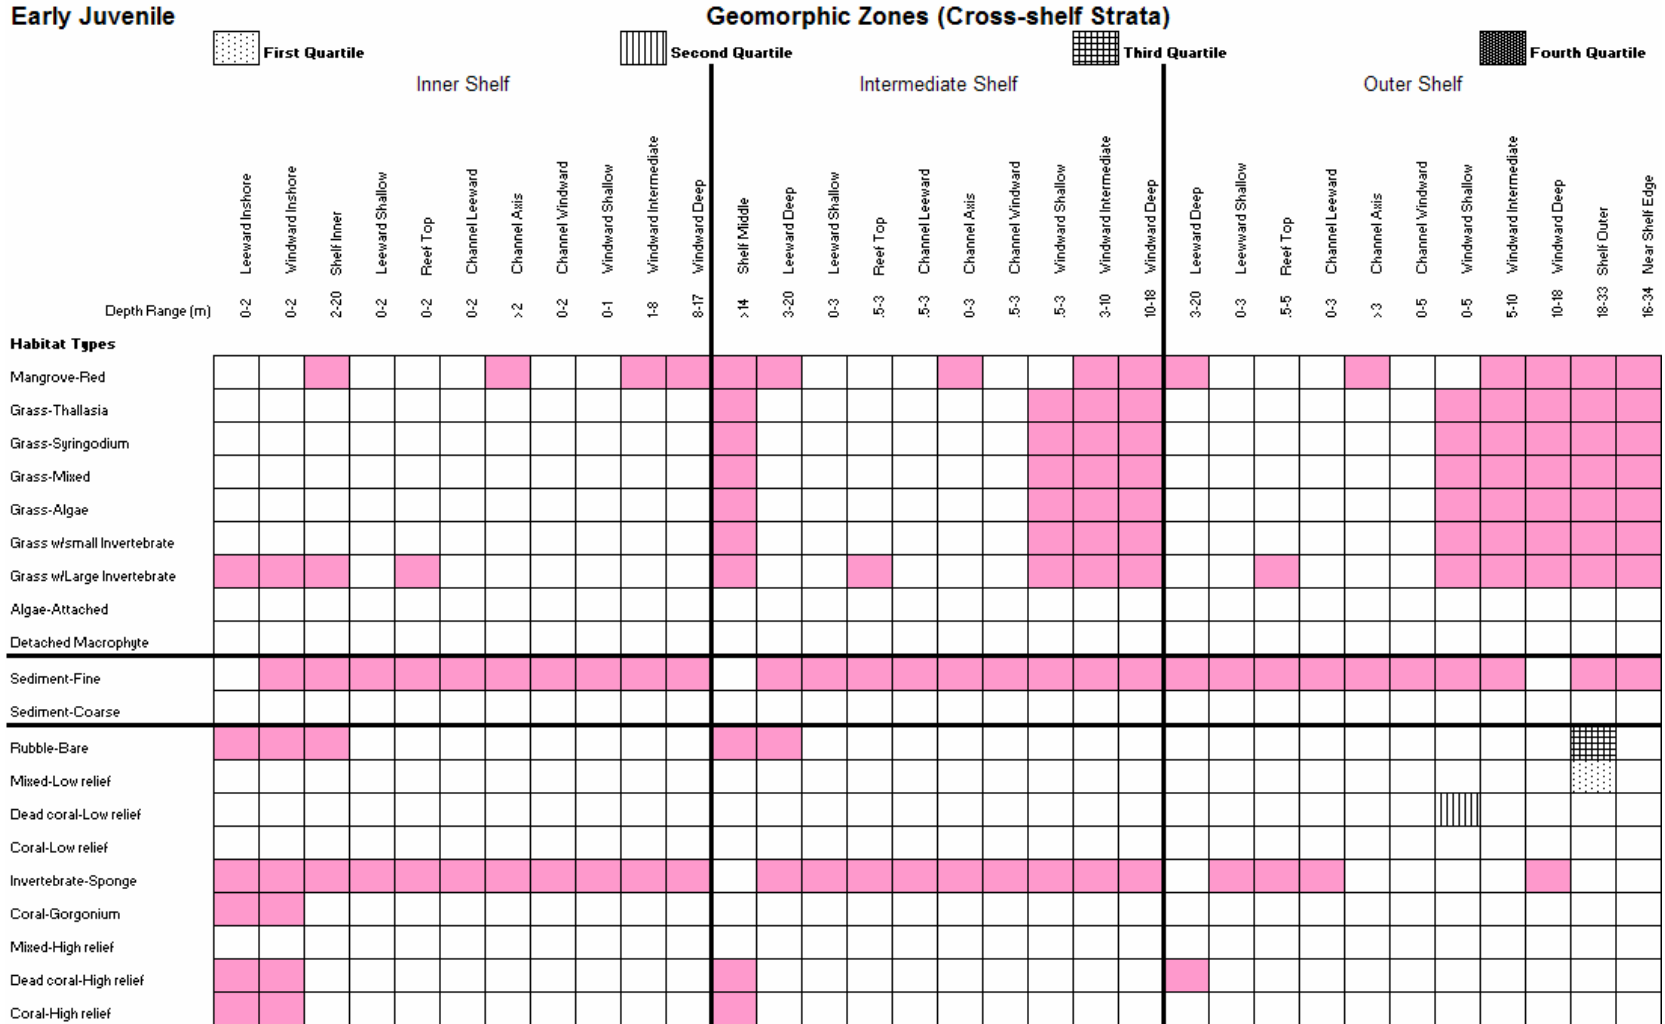 Early Juvenile
Geomorphic Zones (Cross-shelf Strata)
First Quartile
Second Quartile
Third Quartile
Fourth Quartile
Inner Shelf
Intermediate Shelf
Outer Shelf
Leeward Inshore
Windward Inshore
Shelf Inner
Leeward Shallow
Reef Top
Channel Leeward
Channel Axis
Channel Windward
Windward Shallow
Windward Intermediate
Windward Deep
Shelf Middle
Leeward Deep
Leeward Shallow
Reef Top
Channel Leeward
Channel Axis
Channel Windward
Windward Shallow
Windward Intermediate
Windward Deep
Leeward Deep
Leewward Shallow
Reef Top
Channel Leeward
Channel Axis
Channel Windward
Windward Shallow
Windward Intermediate
Windward Deep
Shelf Outer
Near Shelf Edge
Depth Range (m) 0-2 0-2 2-20 0-2 0-2 0-2 >2 0-2 0-1 1-8 8-17 >14 3-20 0-3 .5-3 .5-3 0-3 .5-3 .5-3 3-10 10-18 3-20 0-3 .5-5 0-3 >3 0-5 0-5 5-10 10-18 18-33 16-34
Habitat Types
Mangrove-Red
Grass-Thallasia
Grass-Syringodium
Grass-Mixed
Grass-Algae
Grass w/small Invertebrate
Grass w/Large Invertebrate
Algae-Attached
Detached Macrophyte
Sediment-Fine
Sediment-Coarse
Rubble-Bare
Mixed-Low relief
Dead coral-Low relief
Coral-Low relief
Invertebrate-Sponge
Coral-Gorgonium
Mixed-High relief
Dead coral-High relief
Coral-High relief